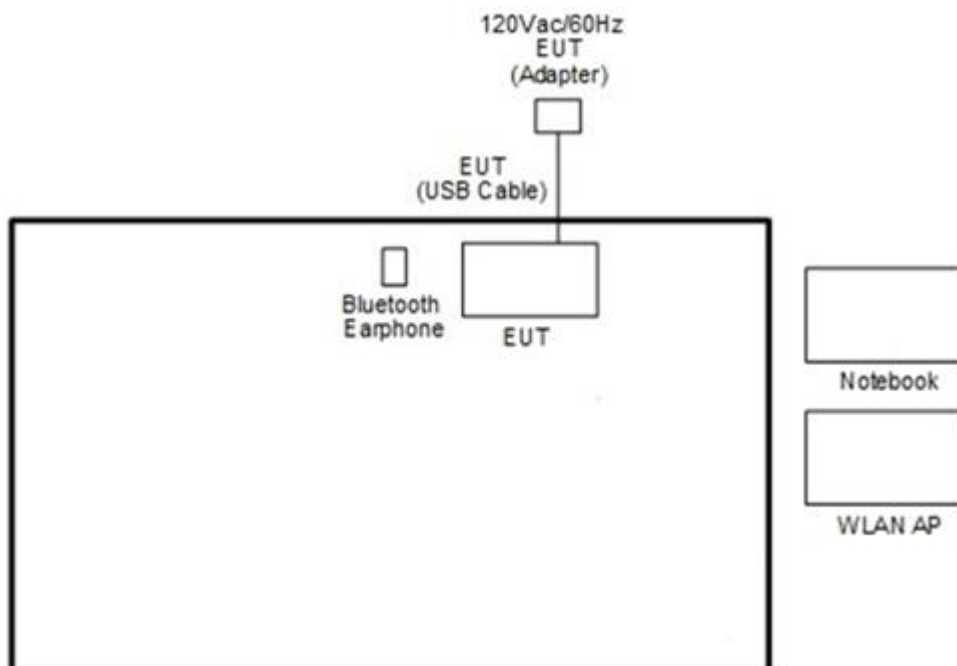 120Vac/60Hz
EUT
(Adapter)
EUT
(USB Cable)
Bluetooth
Earphone
EUT
Notebook
WLAN AP